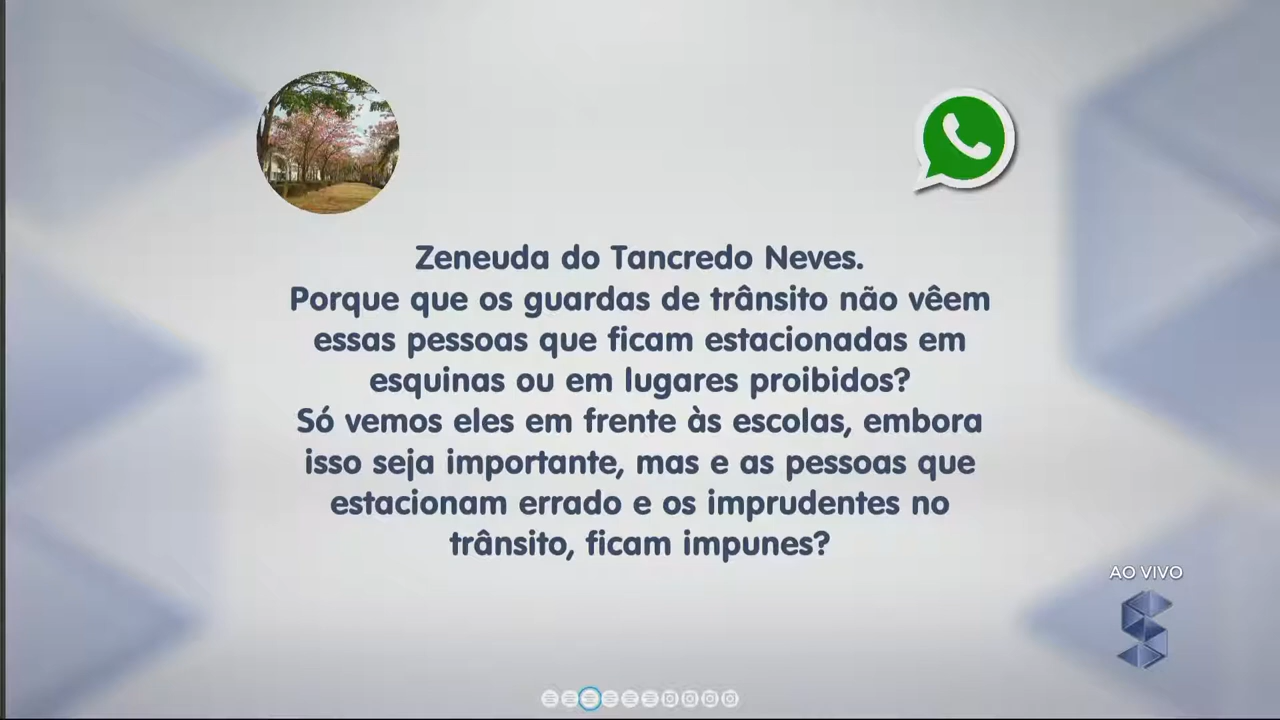 Zeneuda do Tancredo Neves.
Porque que os guardas de trânsito não vêem
essas pessoas que ficam estacionadas em
esquinas ou em lugares proibidos?
Só vemos eles em frente às escolas, embora
isso seja importante, mas e as pessoas que
estacionam errado e os imprudentes no
trânsito, ficam impunes?
AO VIVO